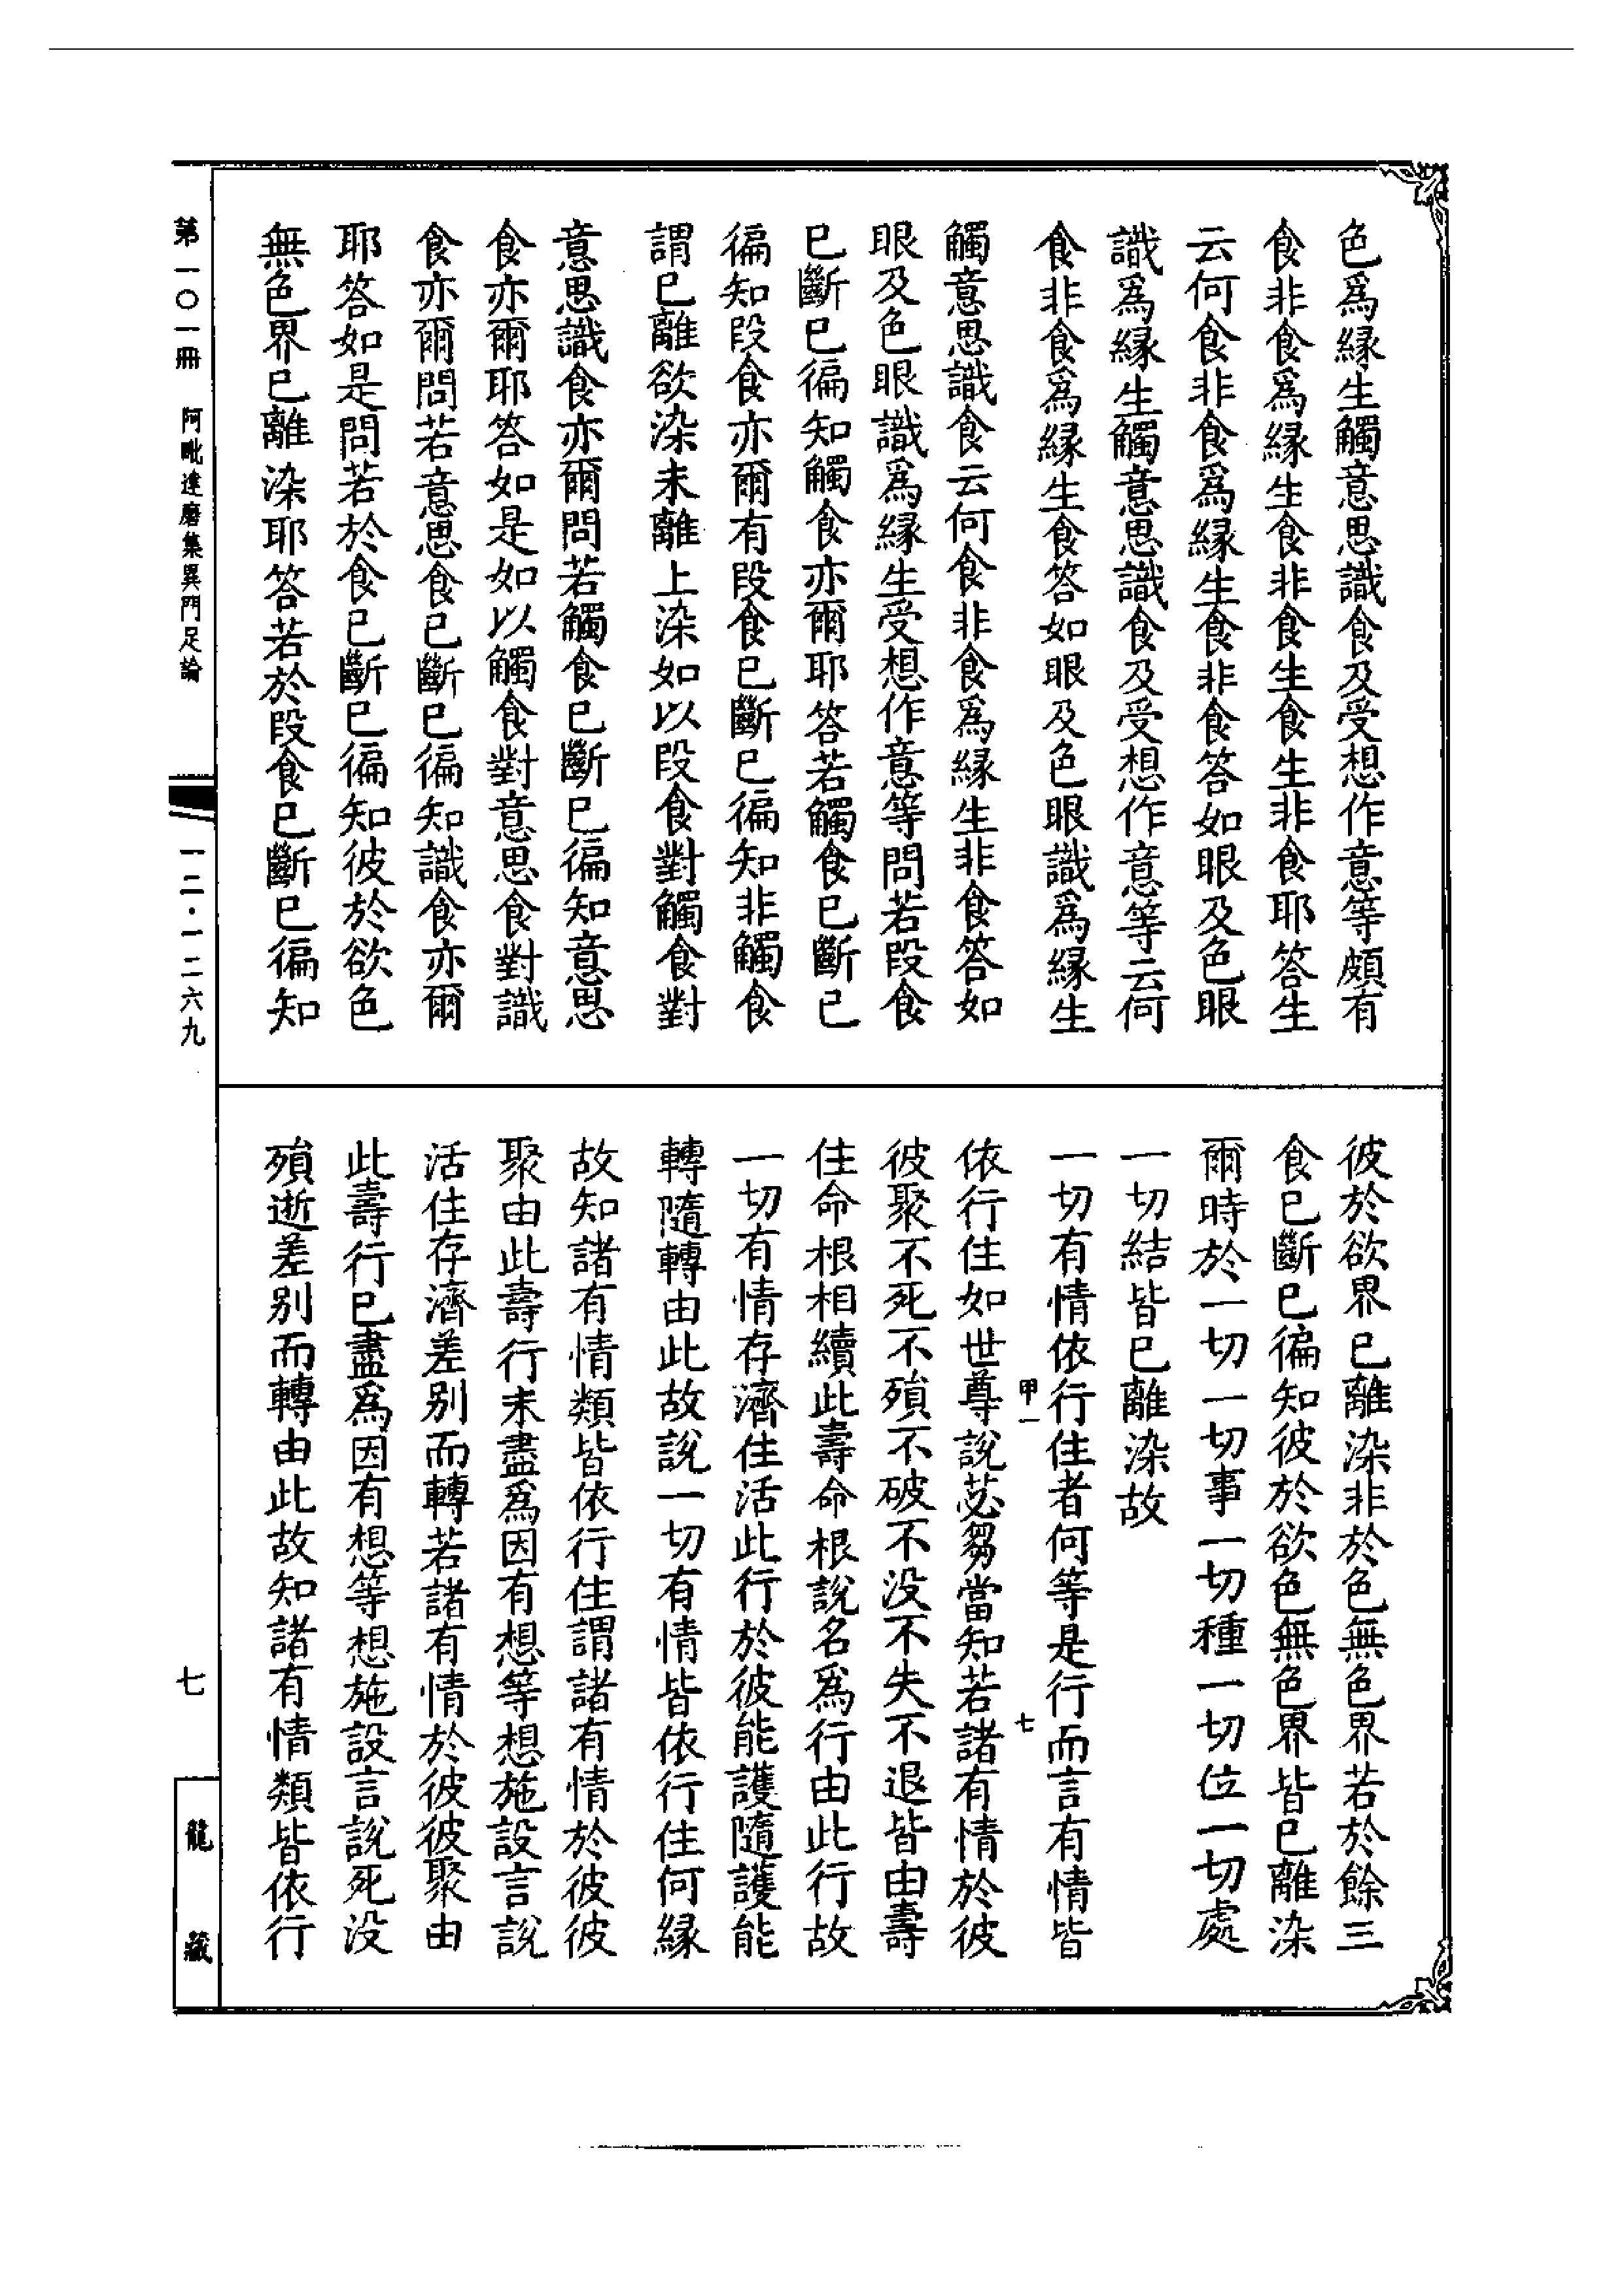 色爲緣生觸意思識食及受想作意等頗有
食非食爲緣生食非食生食生非食耶答生
云何食非食爲緣生食非食答如眼及色眼
識爲緣生觸意思識食及受想作意等云何
食非食爲緣生食答如眼及色眼識爲緣生
觸意思識食云何食非食爲緣生非食答如
眼及色眼識爲緣生受想作意等問若段食
已斷已徧知觸食亦爾耶答若觸食已斷已
徧知段食亦爾有段食已斷已徧知非觸食
謂已離欲染未離上染如以段食對觸食對
意思識食亦爾問若觸食已斷已徧知意思
食亦爾耶答如是如以觸食對意思食對識
食亦爾問若意思食已斷已徧知識食亦爾
耶答如是問若於食已斷已徧知彼於欲色
無色界已離染耶答若於段食已斷已徧知
彼於欲界已離染非於色無色界若於餘三
食已斷已徧知彼於欲色無色界皆已離染
爾時於一切一切事一切種一切位一切處
一切結皆已離染故
一切有情依行住者何等是行而言有情皆
甲一 七
依行住如世尊說苾芻當知若諸有情於彼
彼聚不死不殞不破不没不失不退皆由壽
住命根相續此壽命根說名爲行由此行故
一切有情存濟住活此行於彼能護隨護能
轉隨轉由此故說一切有情皆依行住何緣
故知諸有情類皆依行住謂諸有情於彼彼
聚由此壽行未盡爲因有想等想施設言說
活住存濟差别而轉若諸有情於彼彼聚由
此壽行已盡爲因有想等想施設言說死没
殞逝差别而轉由此故知諸有情類皆依行
第一〇一冊 阿毗達磨集異門足論 一二·一二六九 七 龍藏